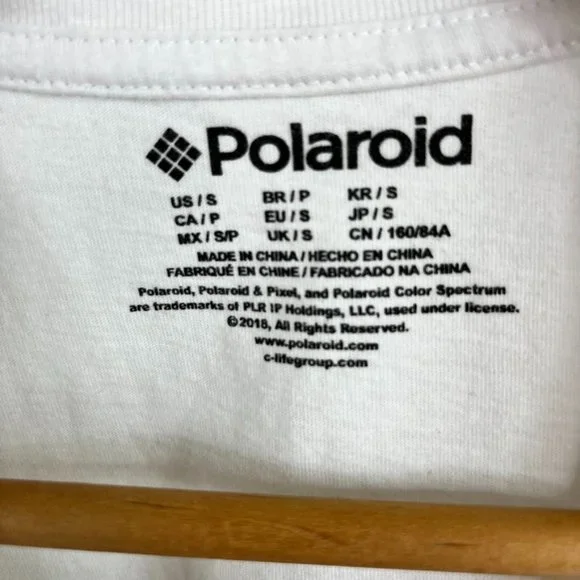 Polaroid
US / S BR / P KR / S
CA / P EU / S JP / S
MX / S/P UK / S CN / 160/84A
MADE IN CHINA / HECHO EN CHINA
FABRIQUÉ EN CHINE / FABRICADO NA CHINA
Polaroid, Polaroid & Pixel, and Polaroid Color Spectrum
are trademarks of PLR IP Holdings, LLC, used under license.
©2018, All Rights Reserved.
www.polaroid.com
c-lifegroup.com